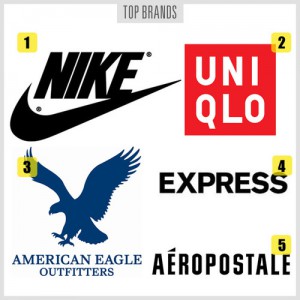 TOP BRANDS
1
NIKE
®
2
UNI
QLO
3
AMERICAN EAGLE
OUTFITTERS
4
EXPRESS
5
AÉROPOSTALE